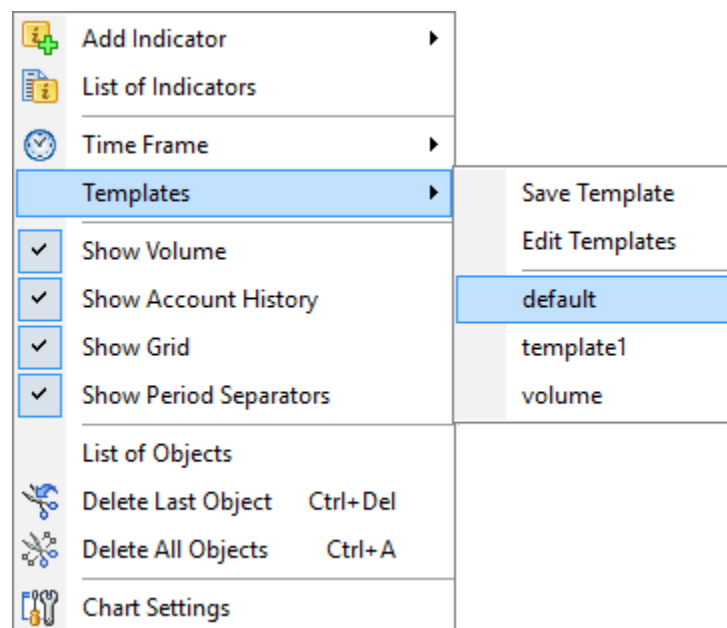 Add Indicator
List of Indicators
Time Frame
Templates
Show Volume
Show Account History
Show Grid
Show Period Separators
List of Objects
Delete Last Object Ctrl+Del
Delete All Objects Ctrl+A
Chart Settings
Save Template
Edit Templates
default
template1
volume